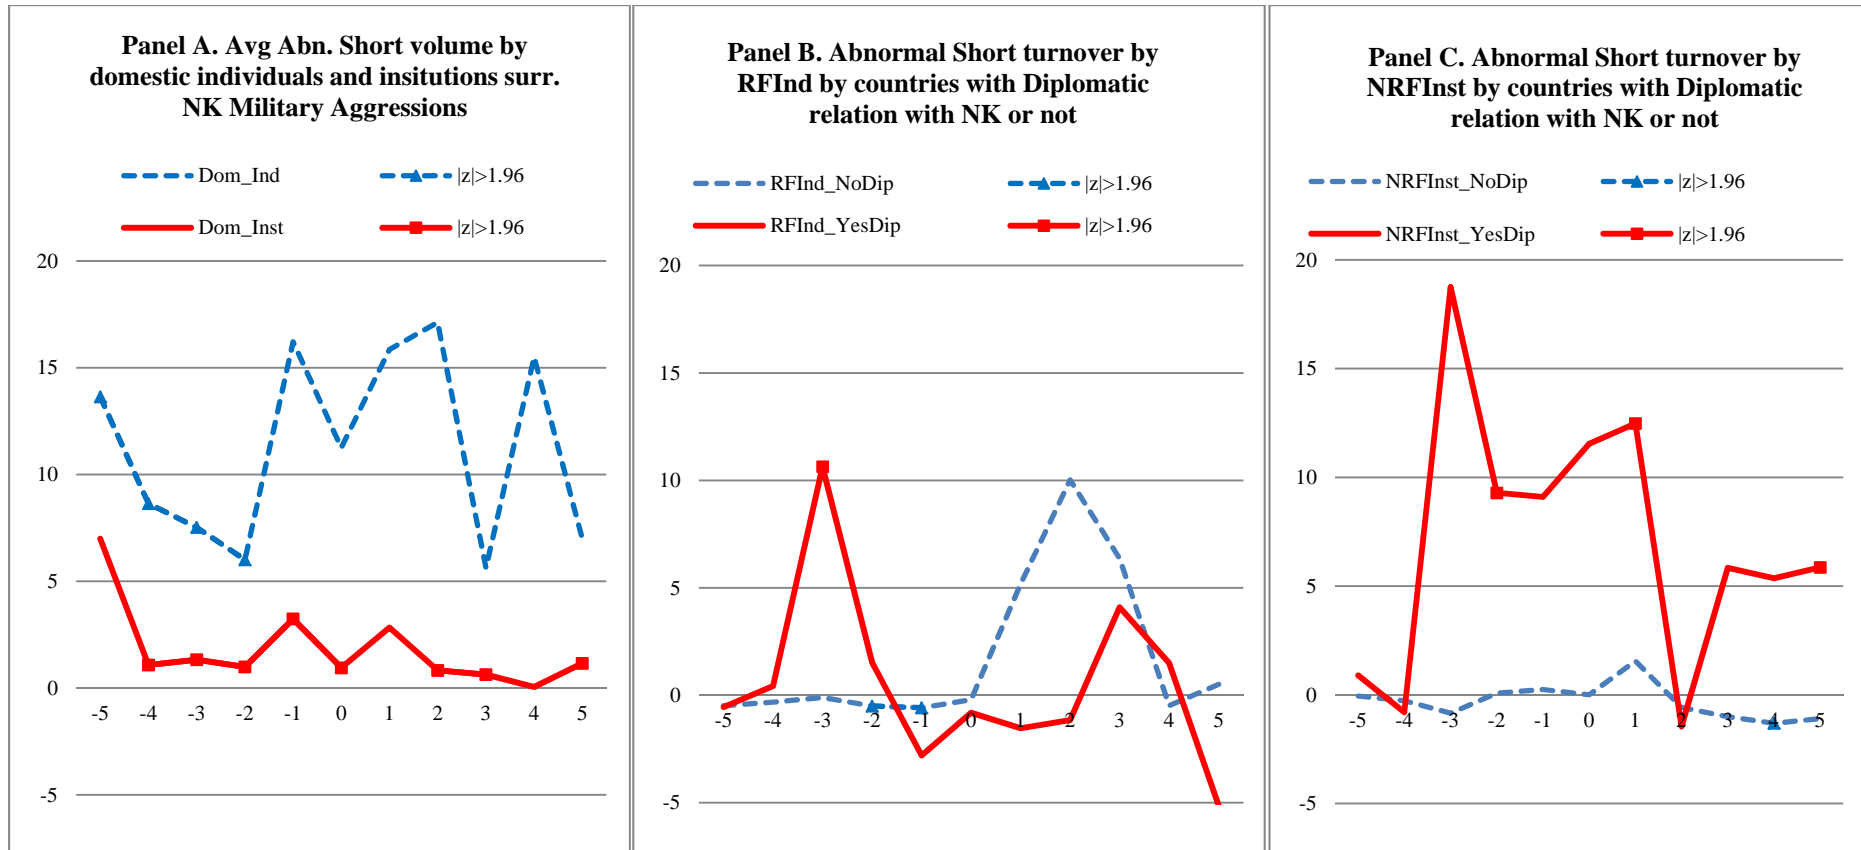 Panel A. Avg Abn. Short volume by
domestic individuals and insitutions surr.
NK Military Aggressions
Dom_Ind
|z|>1.96
Dom_Inst
|z|>1.96
20
15
10
5
0
-5
-5 -4 -3 -2 -1 0 1 2 3 4 5
Panel B. Abnormal Short turnover by
RFInd by countries with Diplomatic
relation with NK or not
RFInd_NoDip
|z|>1.96
RFInd_YesDip
|z|>1.96
20
15
10
5
0
-5
-5 -4 -3 -2 -1 0 1 2 3 4 5
Panel C. Abnormal Short turnover by
NRFInst by countries with Diplomatic
relation with NK or not
NRFInst_NoDip
|z|>1.96
NRFInst_YesDip
|z|>1.96
20
15
10
5
0
-5
-5 -4 -3 -2 -1 0 1 2 3 4 5